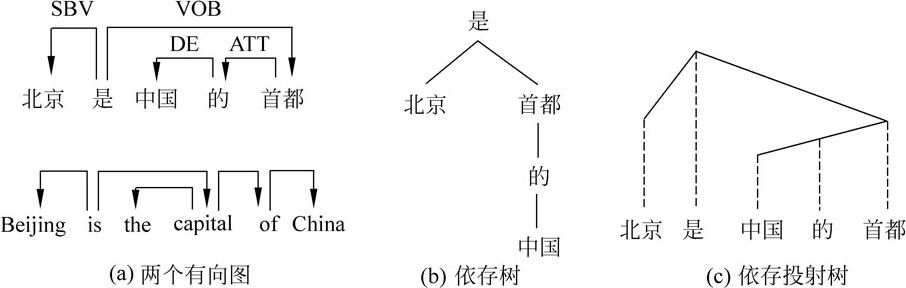 SBV VOB
DE ATT
北京 是 中国 的 首都
Beijing is the capital of China
(a) 两个有向图
是
北京 首都
的
中国
(b) 依存树
北京 是 中国 的 首都
(c) 依存投射树